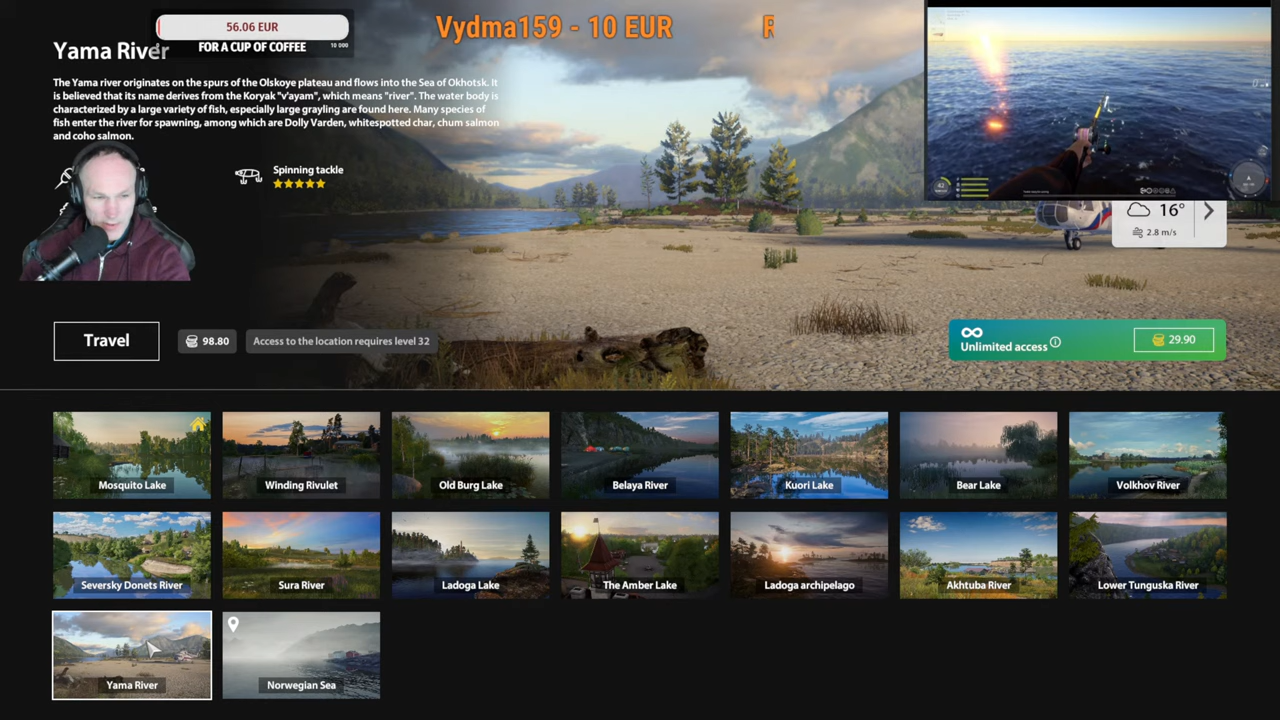 56.06 EUR
FOR A CUP OF COFFEE
10 000
Vydma159 - 10 EUR
Yama River
The Yama river originates on the spurs of the Olskoye plateau and flows into the Sea of Okhotsk. It
is believed that its name derives from the Koryak "v'ayam", which means "river". The water body is
characterized by a large variety of fish, especially large grayling are found here. Many species of
fish enter the river for spawning, among which are Dolly Varden, whitespotted char, chum salmon
and coho salmon.
Spinning tackle
16°
2.8 m/s
Travel
98.80
Access to the location requires level 32
Unlimited access
29.90
Mosquito Lake
Winding Rivulet
Old Burg Lake
Belaya River
Kuori Lake
Bear Lake
Volkhov River
Seversky Donets River
Sura River
Ladoga Lake
The Amber Lake
Ladoga archipelago
Akhtuba River
Lower Tunguska River
Yama River
Norwegian Sea